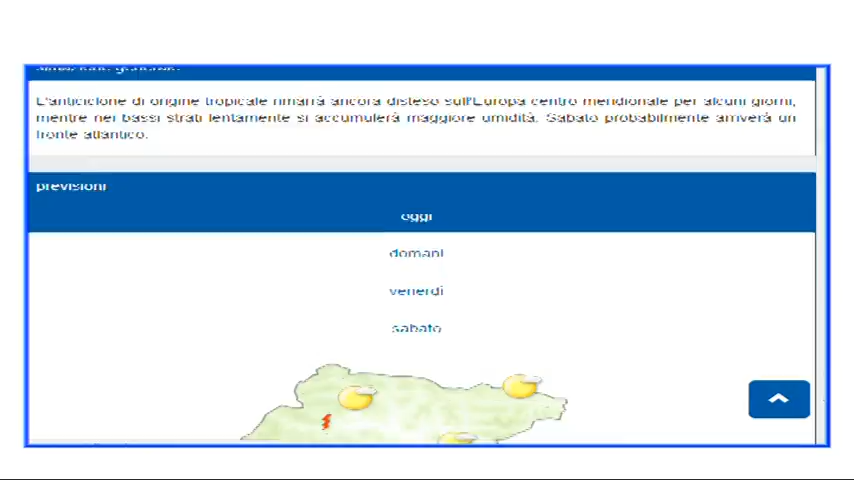 L'anticiclone di origine tropicale rimarrà ancora disteso sull'Europa centro meridionale per alcuni giorni,
mentre nei bassi strati lentamente si accumulerà maggiore umidità. Sabato probabilmente arriverà un
fronte atlantico.
previsioni
oggi
domani
venerdì
sabato